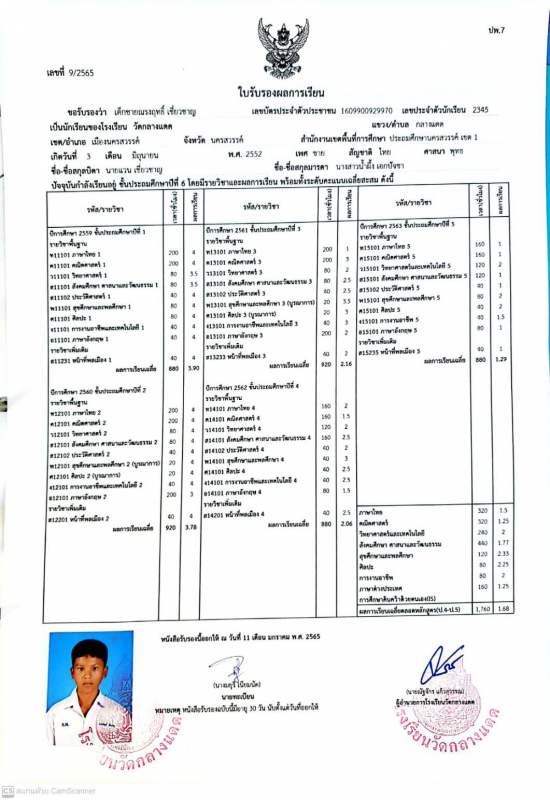 ปพ.7
เลขที่ 9/2565
ใบรับรองผลการเรียน
ขอรับรองว่า เด็กชายณรงฤทธิ์ เชี่ยวชาญ เลขบัตรประจำตัวประชาชน 1609900929970 เลขประจำตัวนักเรียน 2345
เป็นนักเรียนของโรงเรียน วัดกลางแดด แขวง/ตำบล กลางแดด
เขต/อำเภอ เมืองนครสวรรค์ จังหวัด นครสวรรค์ สำนักงานเขตพื้นที่การศึกษา ประถมศึกษานครสวรรค์ เขต 1
เกิดวันที่ 3 เดือน มิถุนายน พ.ศ. 2552 เพศ ชาย สัญชาติ ไทย ศาสนา พุทธ
ชื่อ-ชื่อสกุลบิดา นายแวน เชี่ยวชาญ ชื่อ-ชื่อสกุลมารดา นางสาวน้ำผึ้ง เอกปัจชา
ปัจจุบันกำลังเรียนอยู่ ชั้นประถมศึกษาปีที่ 6 โดยมีรายวิชาและผลการเรียน พร้อมทั้งระดับคะแนนเฉลี่ยสะสม ดังนี้
รหัส/รายวิชา เวลา(ชั่วโมง) ผลการเรียน
ปีการศึกษา 2559 ชั้นประถมศึกษาปีที่ 1
รายวิชาพื้นฐาน
ท11101 ภาษาไทย 1 200 4
ค11101 คณิตศาสตร์ 1 200 4
ว11101 วิทยาศาสตร์ 1 80 3.5
ส11101 สังคมศึกษา ศาสนาและวัฒนธรรม 1 80 3.5
ส11102 ประวัติศาสตร์ 1 40 4
พ11101 สุขศึกษาและพลศึกษา 1 80 4
ศ11101 ศิลปะ 1 80 4
ง11101 การงานอาชีพและเทคโนโลยี 1 40 4
อ11101 ภาษาอังกฤษ 1 40 4
รายวิชาเพิ่มเติม
ส11231 หน้าที่พลเมือง 1 40 4
ผลการเรียนเฉลี่ย 880 3.90
ปีการศึกษา 2560 ชั้นประถมศึกษาปีที่ 2
รายวิชาพื้นฐาน
ท12101 ภาษาไทย 2 200 4
ค12101 คณิตศาสตร์ 2 200 4
ว12101 วิทยาศาสตร์ 2 80 4
ส12101 สังคมศึกษา ศาสนาและวัฒนธรรม 2 80 4
ส12102 ประวัติศาสตร์ 2 40 4
พ12101 สุขศึกษาและพลศึกษา 2 (บูรณาการ) 20 4
ศ12101 ศิลปะ 2 (บูรณาการ) 20 4
ง12101 การงานอาชีพและเทคโนโลยี 2 40 4
อ12101 ภาษาอังกฤษ 2 200 3
รายวิชาเพิ่มเติม
ส12201 หน้าที่พลเมือง 2 40 4
ผลการเรียนเฉลี่ย 920 3.78
รหัส/รายวิชา เวลา(ชั่วโมง) ผลการเรียน
ปีการศึกษา 2561 ชั้นประถมศึกษาปีที่ 3
รายวิชาพื้นฐาน
ท13101 ภาษาไทย 3 200 1
ค13101 คณิตศาสตร์ 3 200 3
ว13101 วิทยาศาสตร์ 3 80 2
ส13101 สังคมศึกษา ศาสนาและวัฒนธรรม 3 80 2.5
ส13102 ประวัติศาสตร์ 3 40 2.5
พ13101 สุขศึกษาและพลศึกษา 3 (บูรณาการ) 20 3.5
ศ13101 ศิลปะ 3 (บูรณาการ) 20 3
ง13101 การงานอาชีพและเทคโนโลยี 3 40 3
อ13101 ภาษาอังกฤษ 3 200 2
รายวิชาเพิ่มเติม
ส13235 หน้าที่พลเมือง 3 40 2
ผลการเรียนเฉลี่ย 920 2.16
ปีการศึกษา 2562 ชั้นประถมศึกษาปีที่ 4
รายวิชาพื้นฐาน
ท14101 ภาษาไทย 4 160 2
ค14101 คณิตศาสตร์ 4 160 1.5
ว14101 วิทยาศาสตร์ 4 120 2
ส14101 สังคมศึกษา ศาสนาและวัฒนธรรม 4 160 2.5
ส14102 ประวัติศาสตร์ 4 40 2
พ14101 สุขศึกษาและพลศึกษา 4 40 3
ศ14101 ศิลปะ 4 40 2.5
ง14101 การงานอาชีพและเทคโนโลยี 4 40 2.5
อ14101 ภาษาอังกฤษ 4 80 1.5
รายวิชาเพิ่มเติม
ส14201 หน้าที่พลเมือง 4 40 2.5
ผลการเรียนเฉลี่ย 880 2.06
รหัส/รายวิชา เวลา(ชั่วโมง) ผลการเรียน
ปีการศึกษา 2563 ชั้นประถมศึกษาปีที่ 5
รายวิชาพื้นฐาน
ท15101 ภาษาไทย 5 160 1
ค15101 คณิตศาสตร์ 5 160 1
ว15101 วิทยาศาสตร์และเทคโนโลยี 5 120 2
ส15101 สังคมศึกษา ศาสนาและวัฒนธรรม 5 120 1
ส15102 ประวัติศาสตร์ 5 40 1
พ15101 สุขศึกษาและพลศึกษา 5 80 2
ศ15101 ศิลปะ 5 40 2
ง15101 การงานอาชีพ 5 40 1.5
อ15101 ภาษาอังกฤษ 5 80 1
รายวิชาเพิ่มเติม
ส15235 หน้าที่พลเมือง 5 40 1
ผลการเรียนเฉลี่ย 880 1.29
ภาษาไทย 320 1.5
คณิตศาสตร์ 320 1.25
วิทยาศาสตร์และเทคโนโลยี 240 2
สังคมศึกษา ศาสนาและวัฒนธรรม 440 1.77
สุขศึกษาและพลศึกษา 120 2.33
ศิลปะ 80 2.25
การงานอาชีพ 80 2
ภาษาต่างประเทศ 160 1.25
การศึกษาค้นคว้าด้วยตนเอง(IS)
ผลการเรียนเฉลี่ยตลอดหลักสูตร(ป.4-ป.5) 1,760 1.68
หนังสือรับรองนี้ออกให้ ณ วันที่ 11 เดือน มกราคม พ.ศ. 2565
(นางมยุรี นิยมนัด)
นายทะเบียน
(นายณัฐจักร แก้วสุวรรณ)
ผู้อำนวยการโรงเรียนวัดกลางแดด
หมายเหตุ หนังสือรับรองฉบับนี้มีอายุ 30 วัน นับตั้งแต่วันที่ออกให้
โรงเรียนวัดกลางแดด
โรงเรียนวัดกลางแดด
CS สแกนด้วย CamScanner